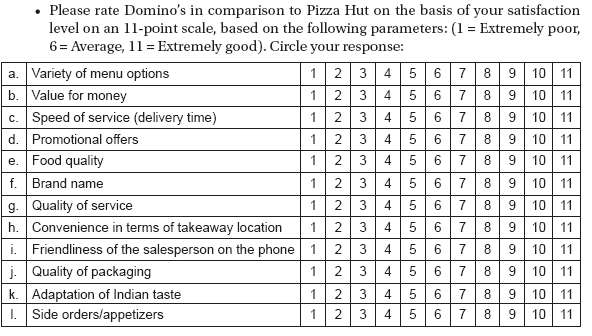 • Please rate Domino's in comparison to Pizza Hut on the basis of your satisfaction
level on an 11-point scale, based on the following parameters: (1 = Extremely poor,
6 = Average, 11 = Extremely good). Circle your response:
a. Variety of menu options 1 2 3 4 5 6 7 8 9 10 11
b. Value for money 1 2 3 4 5 6 7 8 9 10 11
c. Speed of service (delivery time) 1 2 3 4 5 6 7 8 9 10 11
d. Promotional offers 1 2 3 4 5 6 7 8 9 10 11
e. Food quality 1 2 3 4 5 6 7 8 9 10 11
f. Brand name 1 2 3 4 5 6 7 8 9 10 11
g. Quality of service 1 2 3 4 5 6 7 8 9 10 11
h. Convenience in terms of takeaway location 1 2 3 4 5 6 7 8 9 10 11
i. Friendliness of the salesperson on the phone 1 2 3 4 5 6 7 8 9 10 11
j. Quality of packaging 1 2 3 4 5 6 7 8 9 10 11
k. Adaptation of Indian taste 1 2 3 4 5 6 7 8 9 10 11
l. Side orders/appetizers 1 2 3 4 5 6 7 8 9 10 11